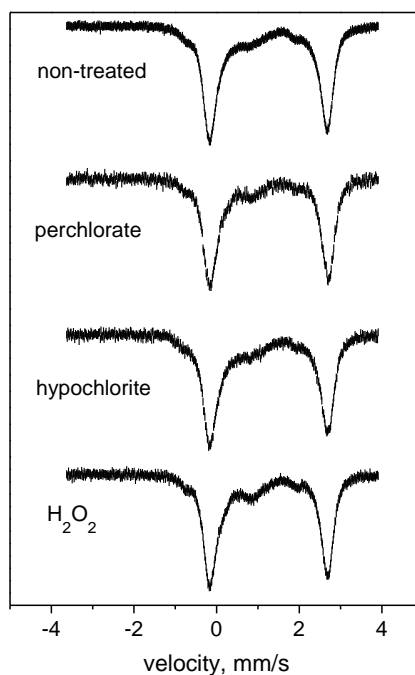 non-treated
perchlorate
hypochlorite
H₂O₂
-4 -2 0 2 4
velocity, mm/s